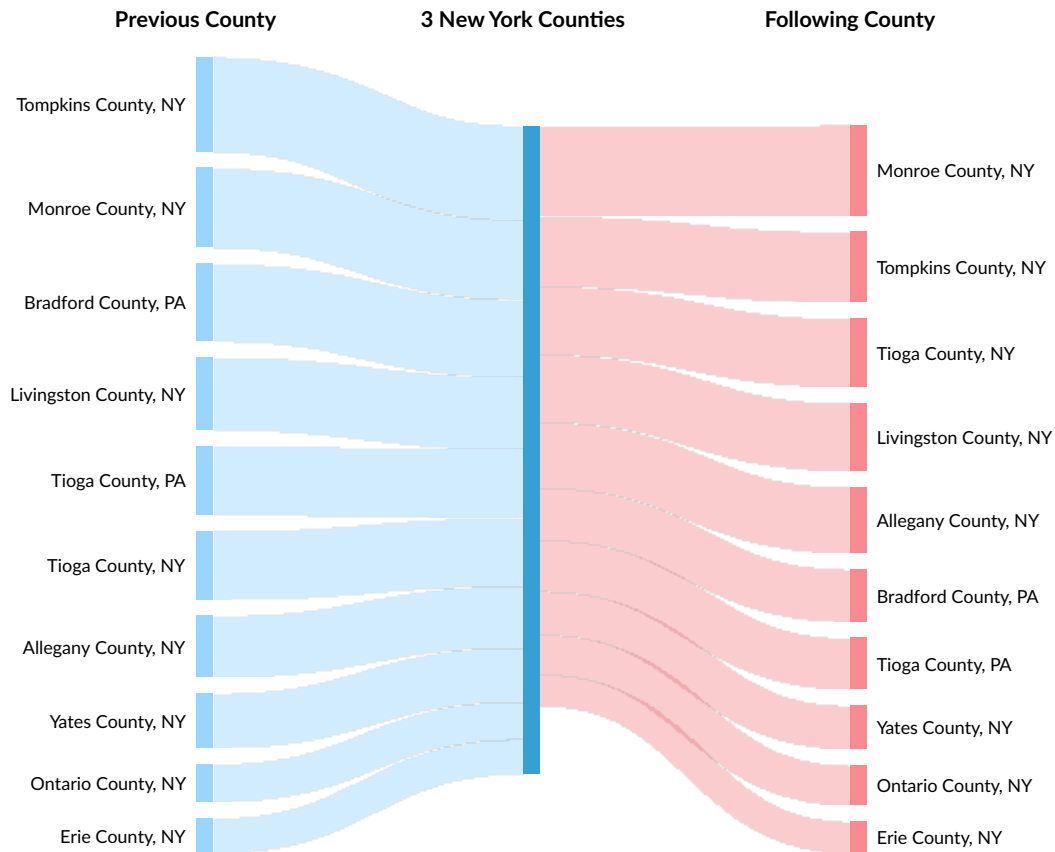 Previous County
3 New York Counties
Following County
Tompkins County, NY
Monroe County, NY
Bradford County, PA
Livingston County, NY
Tioga County, PA
Tioga County, NY
Allegany County, NY
Yates County, NY
Ontario County, NY
Erie County, NY
Monroe County, NY
Tompkins County, NY
Tioga County, NY
Livingston County, NY
Allegany County, NY
Bradford County, PA
Tioga County, PA
Yates County, NY
Ontario County, NY
Erie County, NY